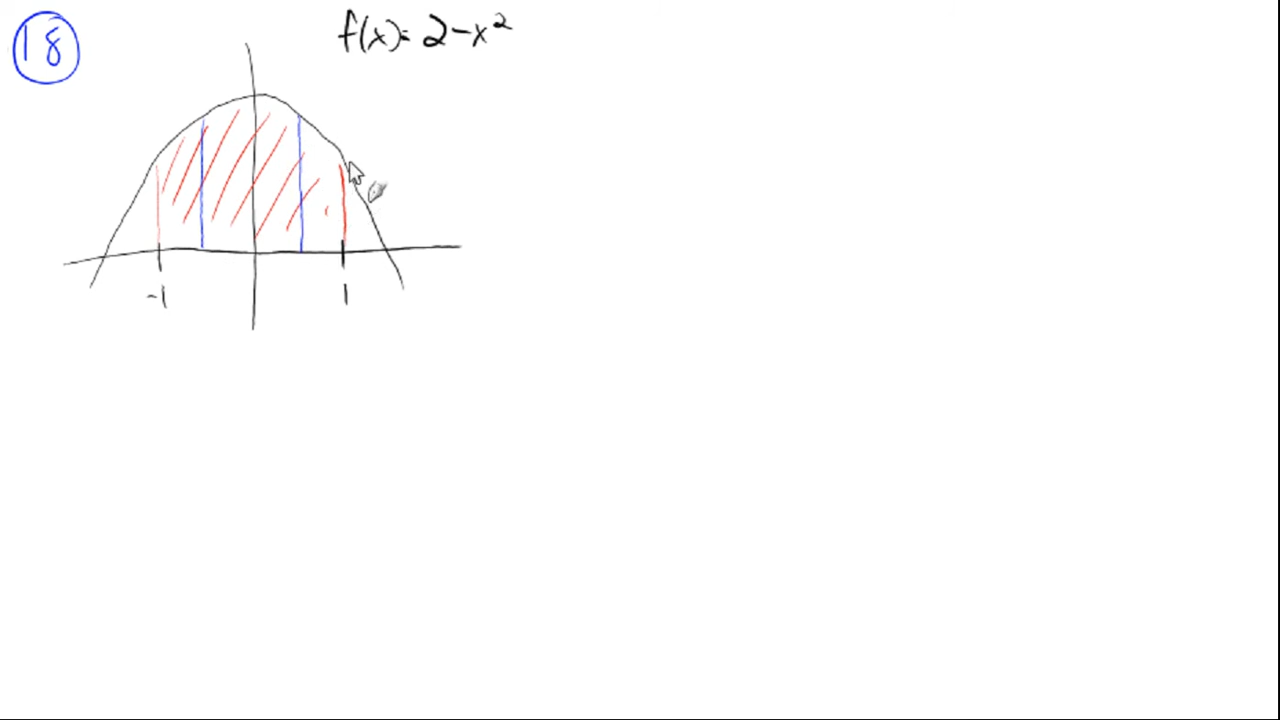 18
f(x) = 2-x²
-1 1